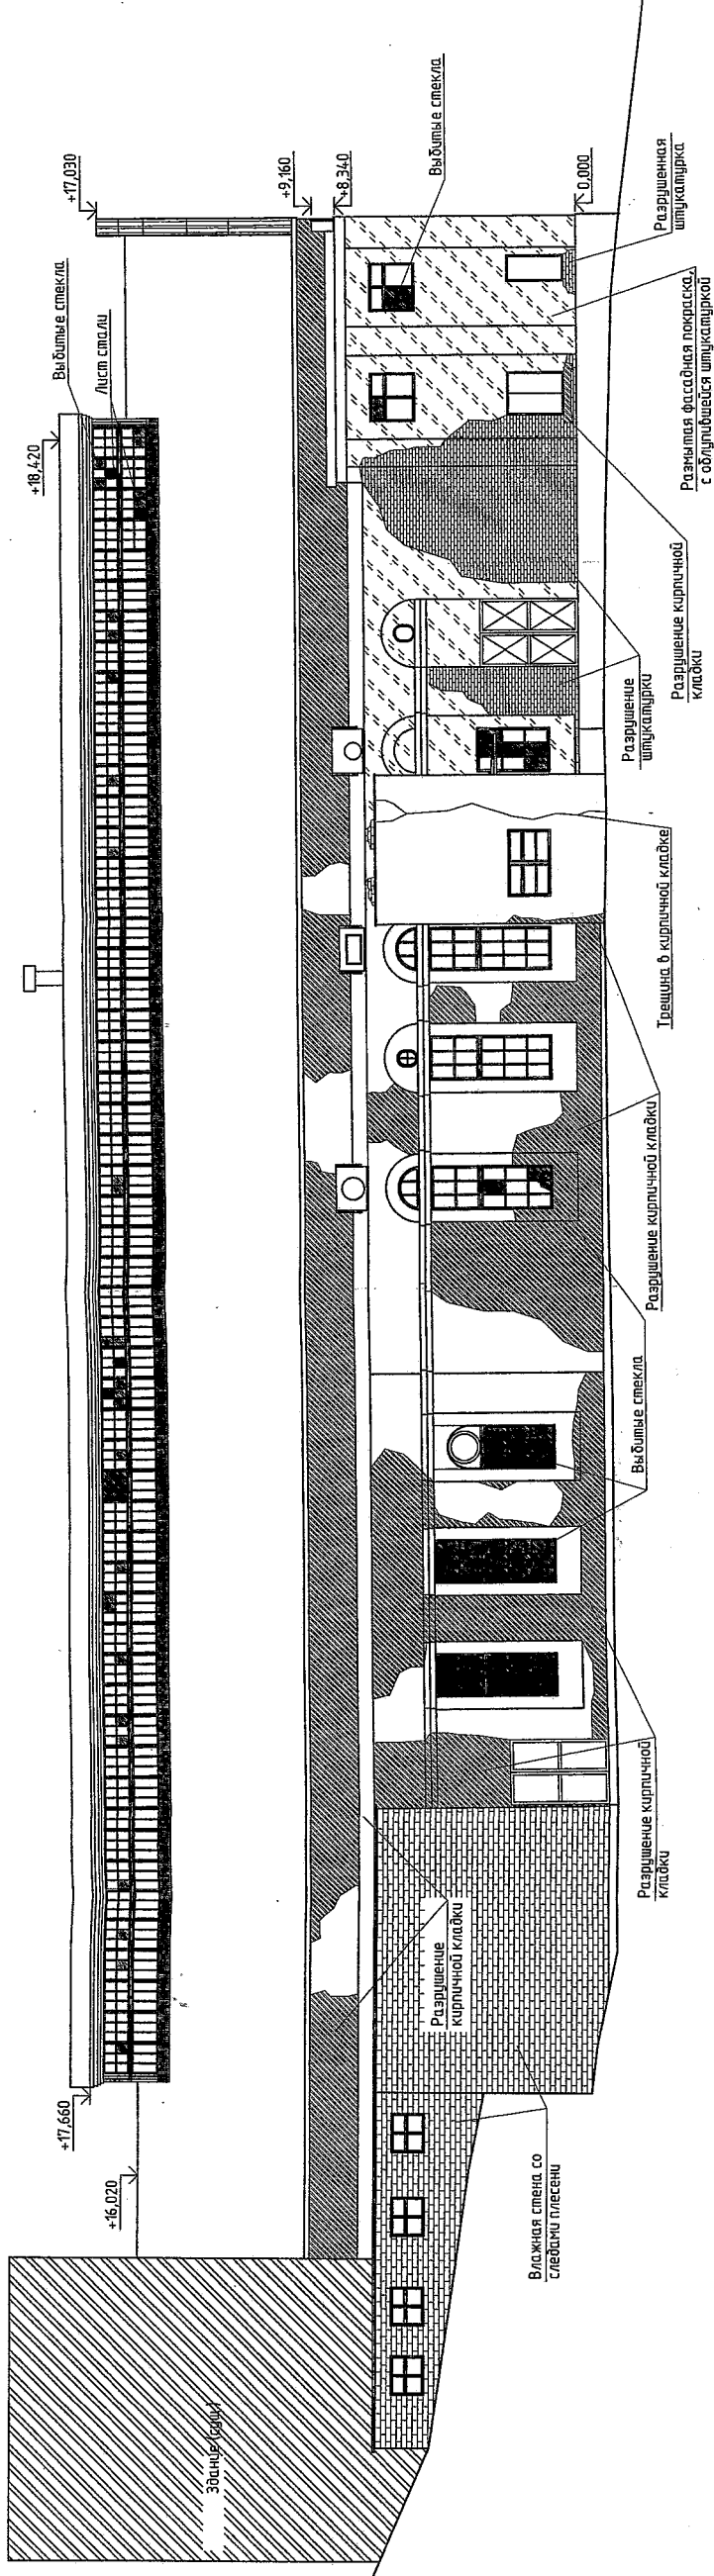 Здание (сущ.)
+16,020
+17,660
+18,420
Выбитые стекла
Лист стали
+17,030
+9,160
+8,340
Выбитые стекла
0,000
Влажная стена со
следами плесени
Разрушение
кирпичной кладки
Разрушение кирпичной
кладки
Выбитые стекла
Разрушение кирпичной кладки
Трещина в кирпичной кладке
Разрушение
штукатурки
Разрушение кирпичной
кладки
Размытая фасадная покраска,
с облупившейся штукатуркой
Разрушенная
штукатурка